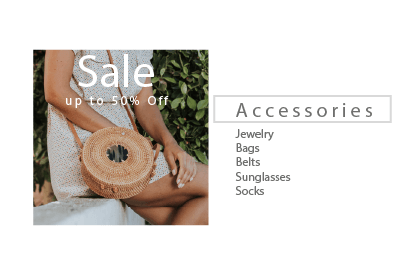 Sale
up to 50% Off
Accessories
Jewelry
Bags
Belts
Sunglasses
Socks